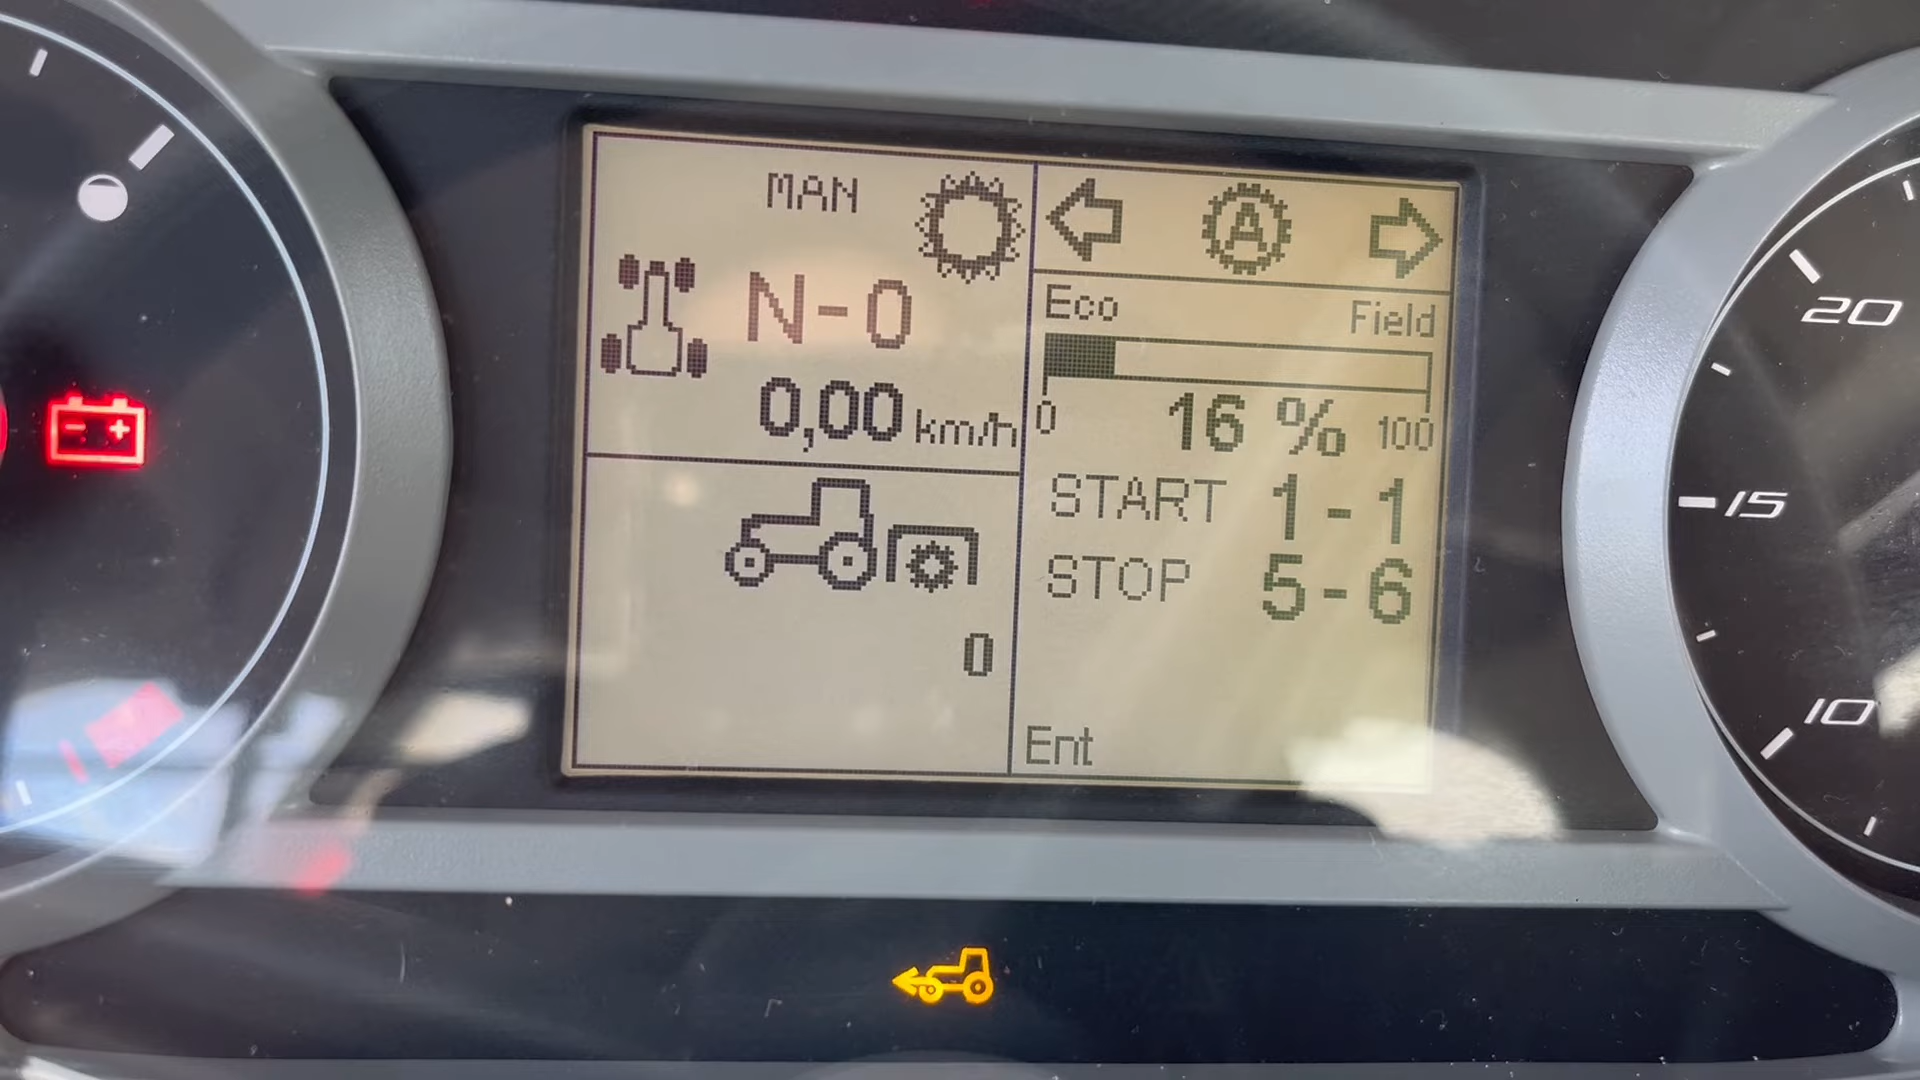 MAN
N-0
0,00 km/h
0
A
Eco Field
0 16 % 100
START 1-1
STOP 5-6
Ent
20
15
10